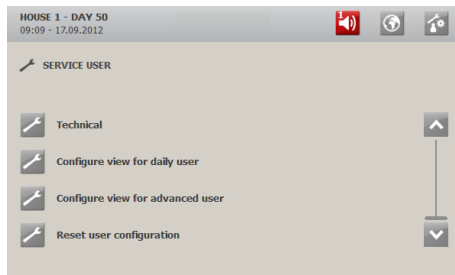 HOUSE 1 - DAY 50
09:09 - 17.09.2012
1
SERVICE USER
Technical
Configure view for daily user
Configure view for advanced user
Reset user configuration